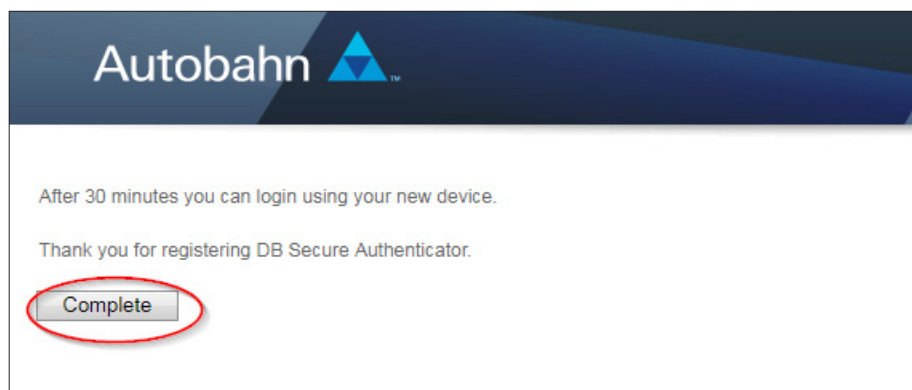 Autobahn ™
After 30 minutes you can login using your new device.
Thank you for registering DB Secure Authenticator.
Complete